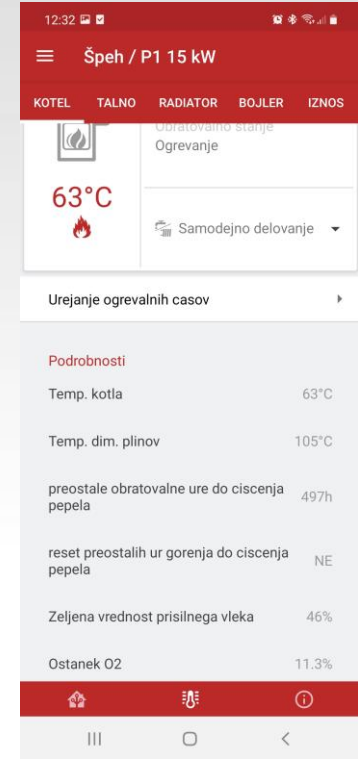 12:32
Špeh / P1 15 kW
KOTEL TALNO RADIATOR BOJLER IZNOS
Obratovalno stanje
Ogrevanje
63°C
Samodejno delovanje
Urejanje ogrevalnih casov
Podrobnosti
Temp. kotla 63°C
Temp. dim. plinov 105°C
preostale obratovalne ure do ciscenja
pepela
497h
reset preostalih ur gorenja do ciscenja
pepela
NE
Zeljena vrednost prisilnega vleka 46%
Ostanek O2 11.3%